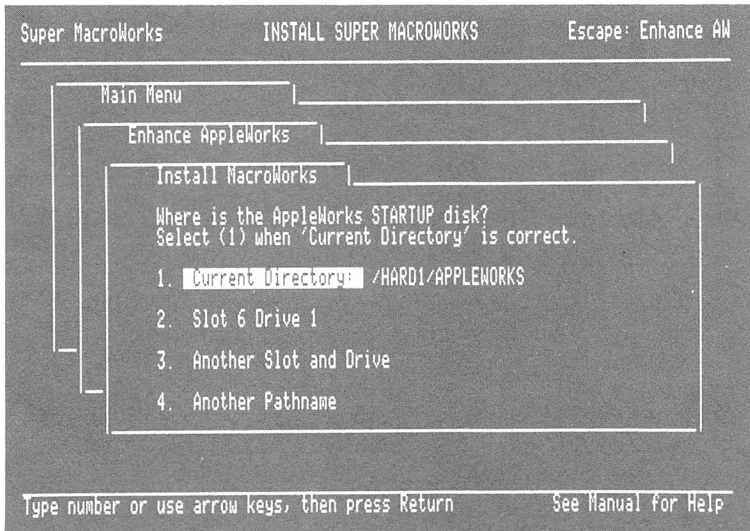 Super MacroWorks INSTALL SUPER MACROWORKS Escape: Enhance AW
Main Menu
Enhance AppleWorks
Install MacroWorks
Where is the AppleWorks STARTUP disk?
Select (1) when 'Current Directory' is correct.
1. Current Directory: /HARD1/APPLEWORKS
2. Slot 6 Drive 1
3. Another Slot and Drive
4. Another Pathname
Type number or use arrow keys, then press Return See Manual for Help